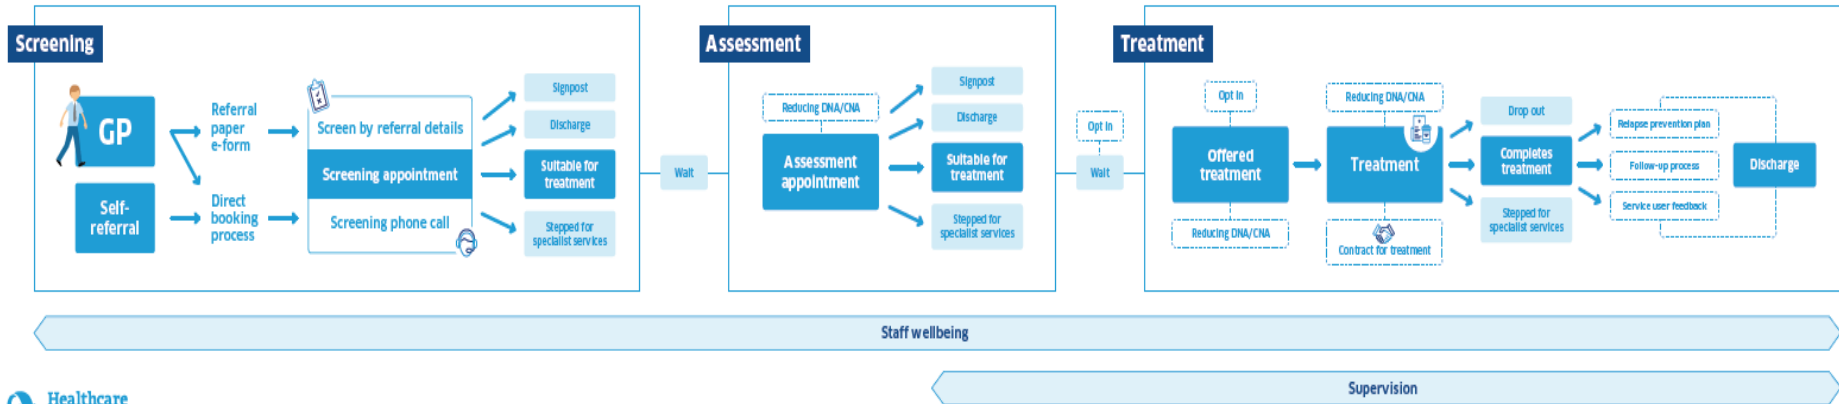 Screening
GP
Self-
referral
Referral
paper
e-form
Direct
booking
process
Screen by referral details
Screening appointment
Screening phone call
Signpost
Discharge
Suitable for
treatment
Stepped for
specialist services
Wait
Assessment
Reducing DNA/CNA
Assessment
appointment
Signpost
Discharge
Suitable for
treatment
Stepped for
specialist services
Opt in
Wait
Treatment
Opt in
Offered
treatment
Reducing DNA/CNA
Reducing DNA/CNA
Treatment
Contract for treatment
Drop out
Completes
treatment
Stepped for
specialist services
Relapse prevention plan
Follow-up process
Service user feedback
Discharge
Staff wellbeing
Supervision
Healthcare